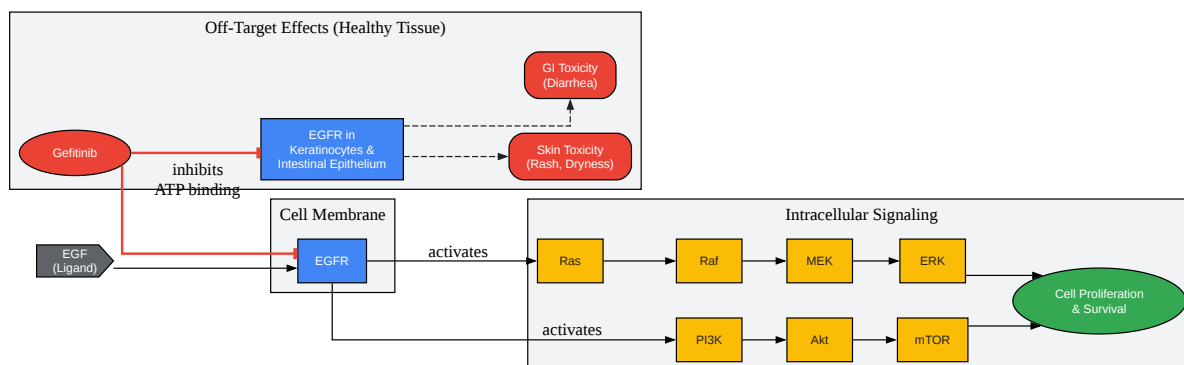 Off-Target Effects (Healthy Tissue)
GI Toxicity
(Diarrhea)
Gefitinib
EGFR in
Keratinocytes &
Intestinal Epithelium
Skin Toxicity
(Rash, Dryness)
inhibits
ATP binding
Cell Membrane
Intracellular Signaling
EGF
(Ligand)
EGFR
activates
Ras
Raf
MEK
ERK
Cell Proliferation
& Survival
activates
PI3K
Akt
mTOR